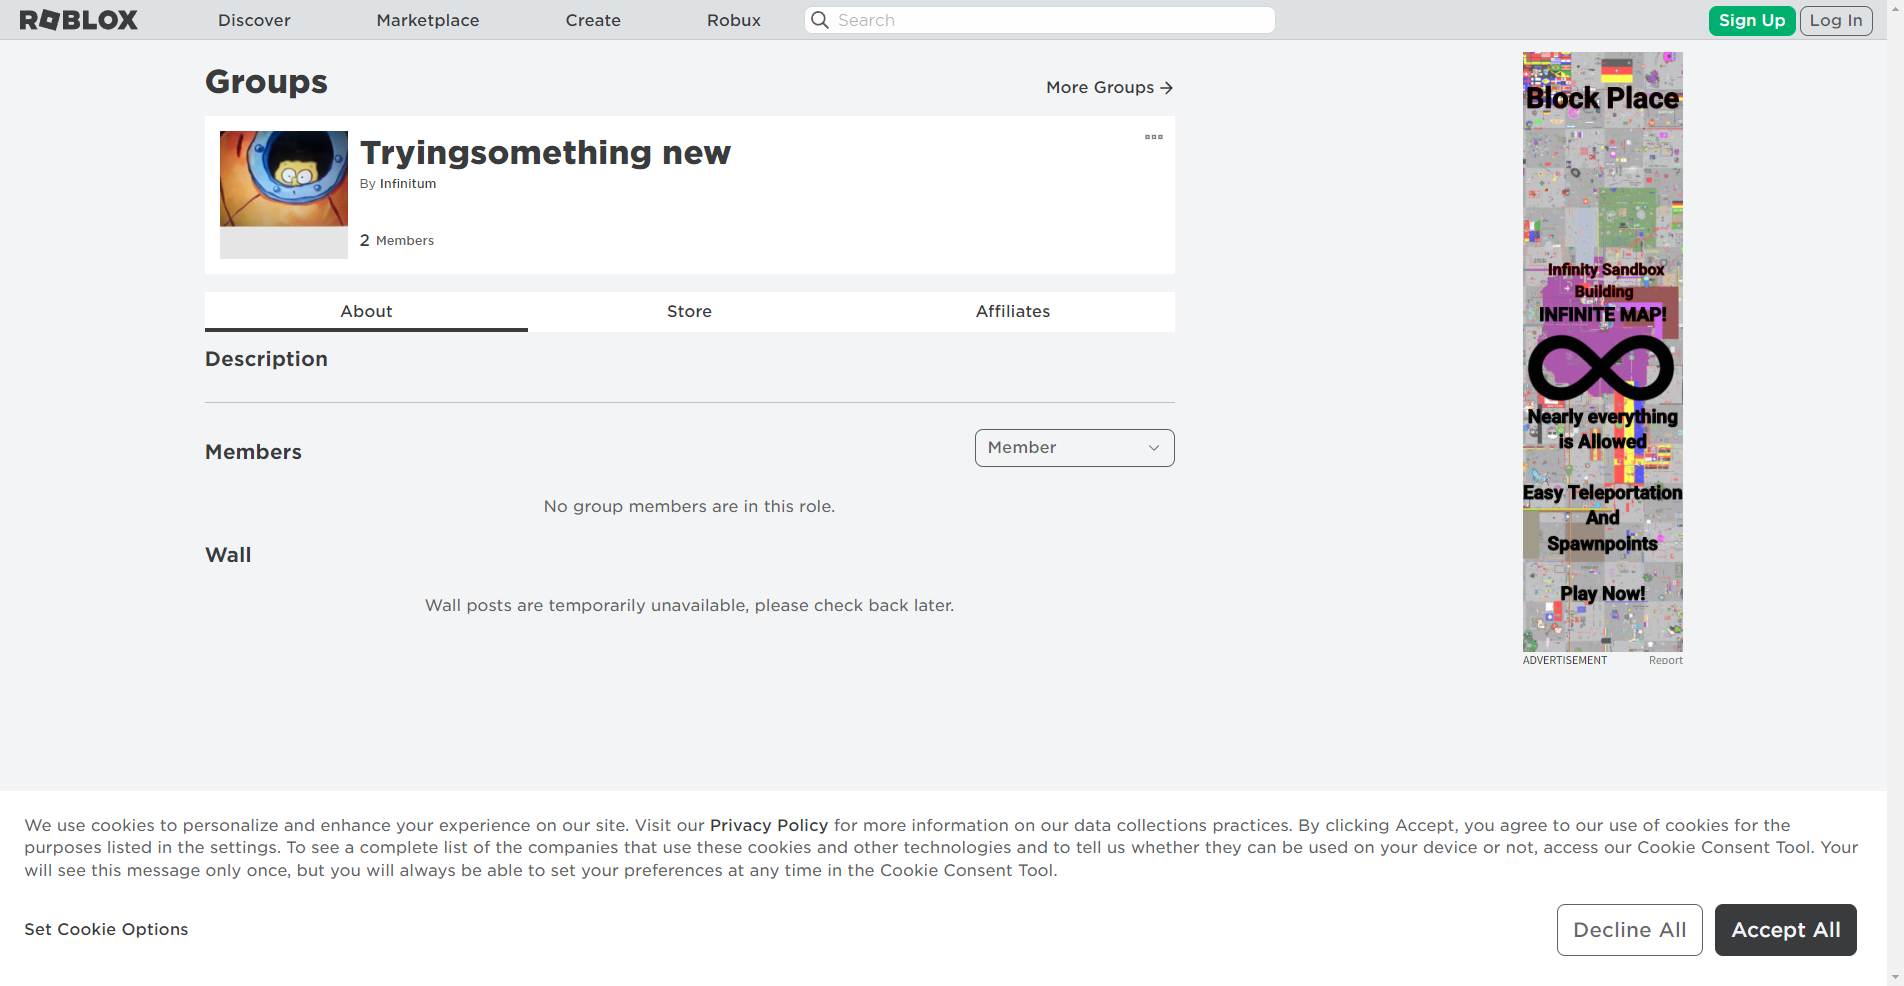 ROBLOX
Discover
Marketplace
Create
Robux
Search
Sign Up
Log In
Groups
More Groups
Tryingsomething new
By Infinitum
2 Members
About
Store
Affiliates
Description
Members
Member
No group members are in this role.
Wall
Wall posts are temporarily unavailable, please check back later.
Block Place
Infinity Sandbox
Building
INFINITE MAP!
Nearly everything
is Allowed
Easy Teleportation
And
Spawnpoints
Play Now!
ADVERTISEMENT
Report
We use cookies to personalize and enhance your experience on our site. Visit our Privacy Policy for more information on our data collections practices. By clicking Accept, you agree to our use of cookies for the
purposes listed in the settings. To see a complete list of the companies that use these cookies and other technologies and to tell us whether they can be used on your device or not, access our Cookie Consent Tool. Your
will see this message only once, but you will always be able to set your preferences at any time in the Cookie Consent Tool.
Set Cookie Options
Decline All
Accept All